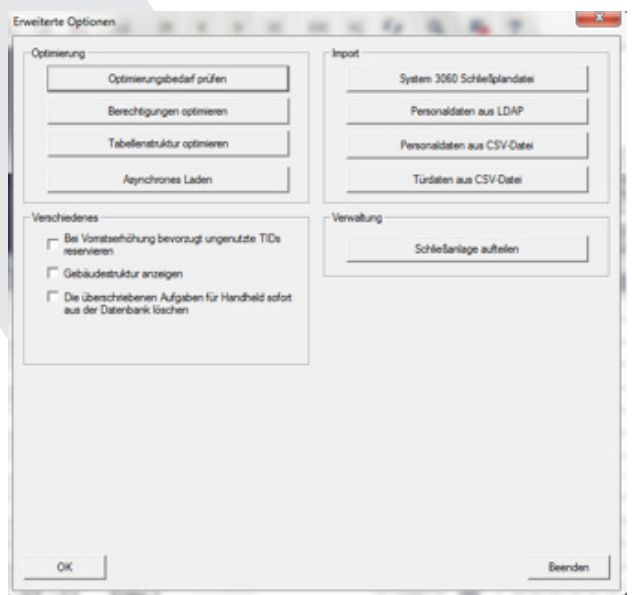 Erweiterte Optionen
Optimierung
Optimierungsbedarf prüfen
Berechtigungen optimieren
Tabellenstruktur optimieren
Asynchrones Laden
Import
System 3060 Schließplandatei
Personaldaten aus LDAP
Personaldaten aus CSV-Datei
Türdaten aus CSV-Datei
Verschiedenes
Bei Vorratserhöhung bevorzugt ungenutzte TIDs
reservieren
Gebäudestruktur anzeigen
Die überschriebenen Aufgaben für Handheld sofort
aus der Datenbank löschen
Verwaltung
Schließanlage aufteilen
OK
Beenden